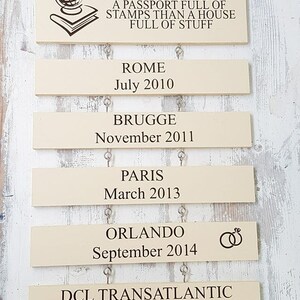 A PASSPORT FULL OF
STAMPS THAN A HOUSE
FULL OF STUFF
ROME
July 2010
BRUGGE
November 2011
PARIS
March 2013
ORLANDO
September 2014
DCL TRANSATLANTIC